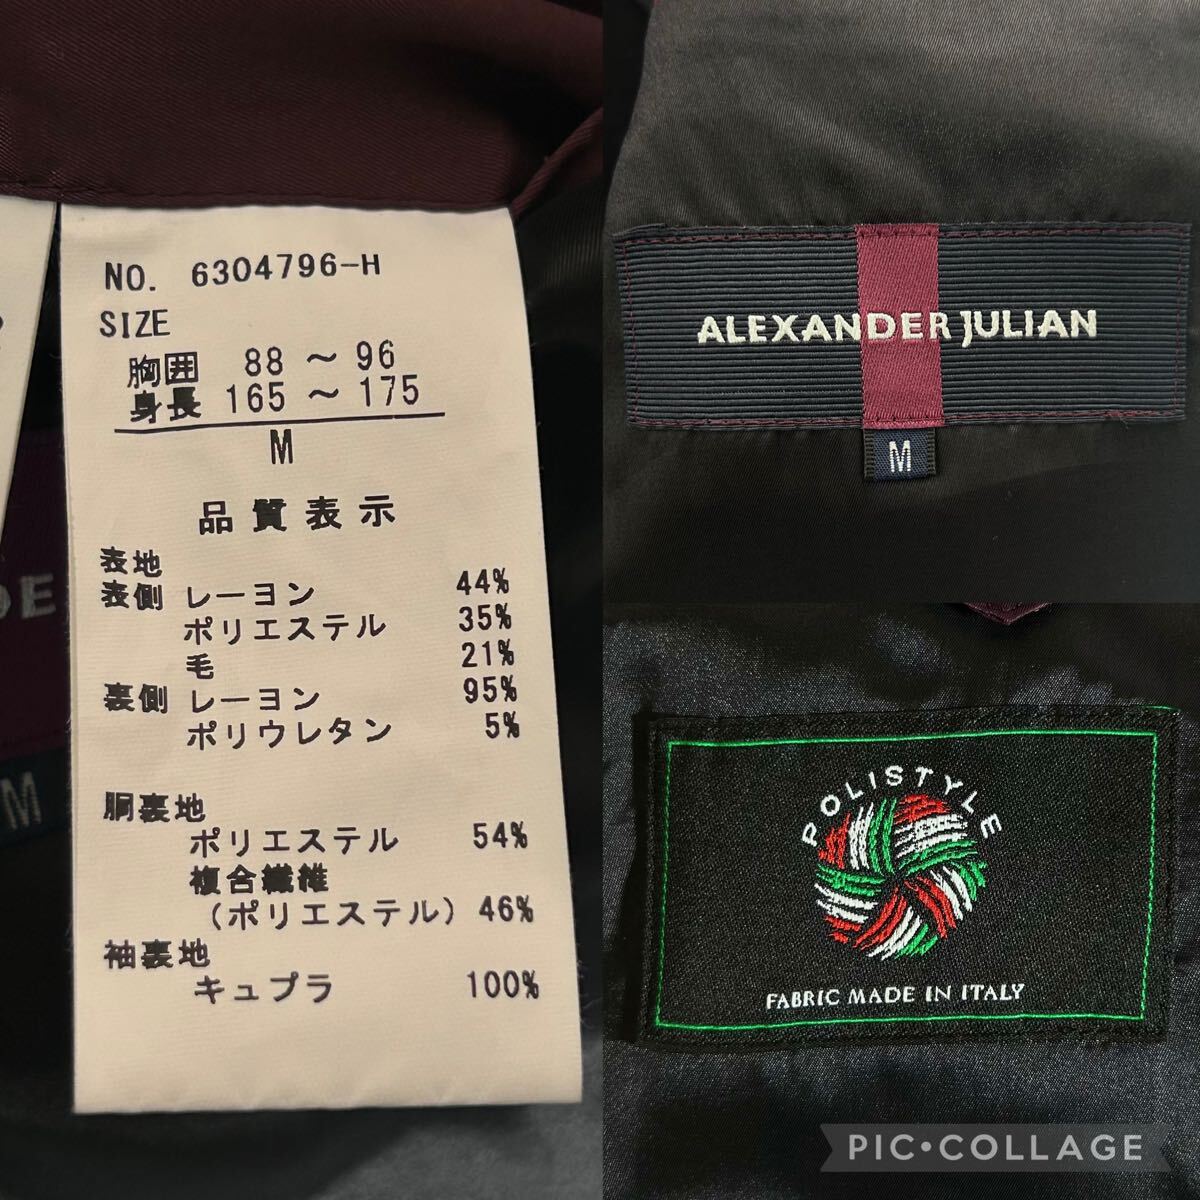 NO. 6304796-H
SIZE
胸囲 88 ～ 96
身長 165 ～ 175
M
品質表示
表地
表側 レーヨン 44%
ポリエステル 35%
毛 21%
裏側 レーヨン 95%
ポリウレタン 5%
胴裏地
ポリエステル 54%
複合繊維
(ポリエステル) 46%
袖裏地
キュプラ 100%
DE
M
ALEXANDER JULIAN
M
POLISTYLE
FABRIC MADE IN ITALY
PIC•COLLAGE